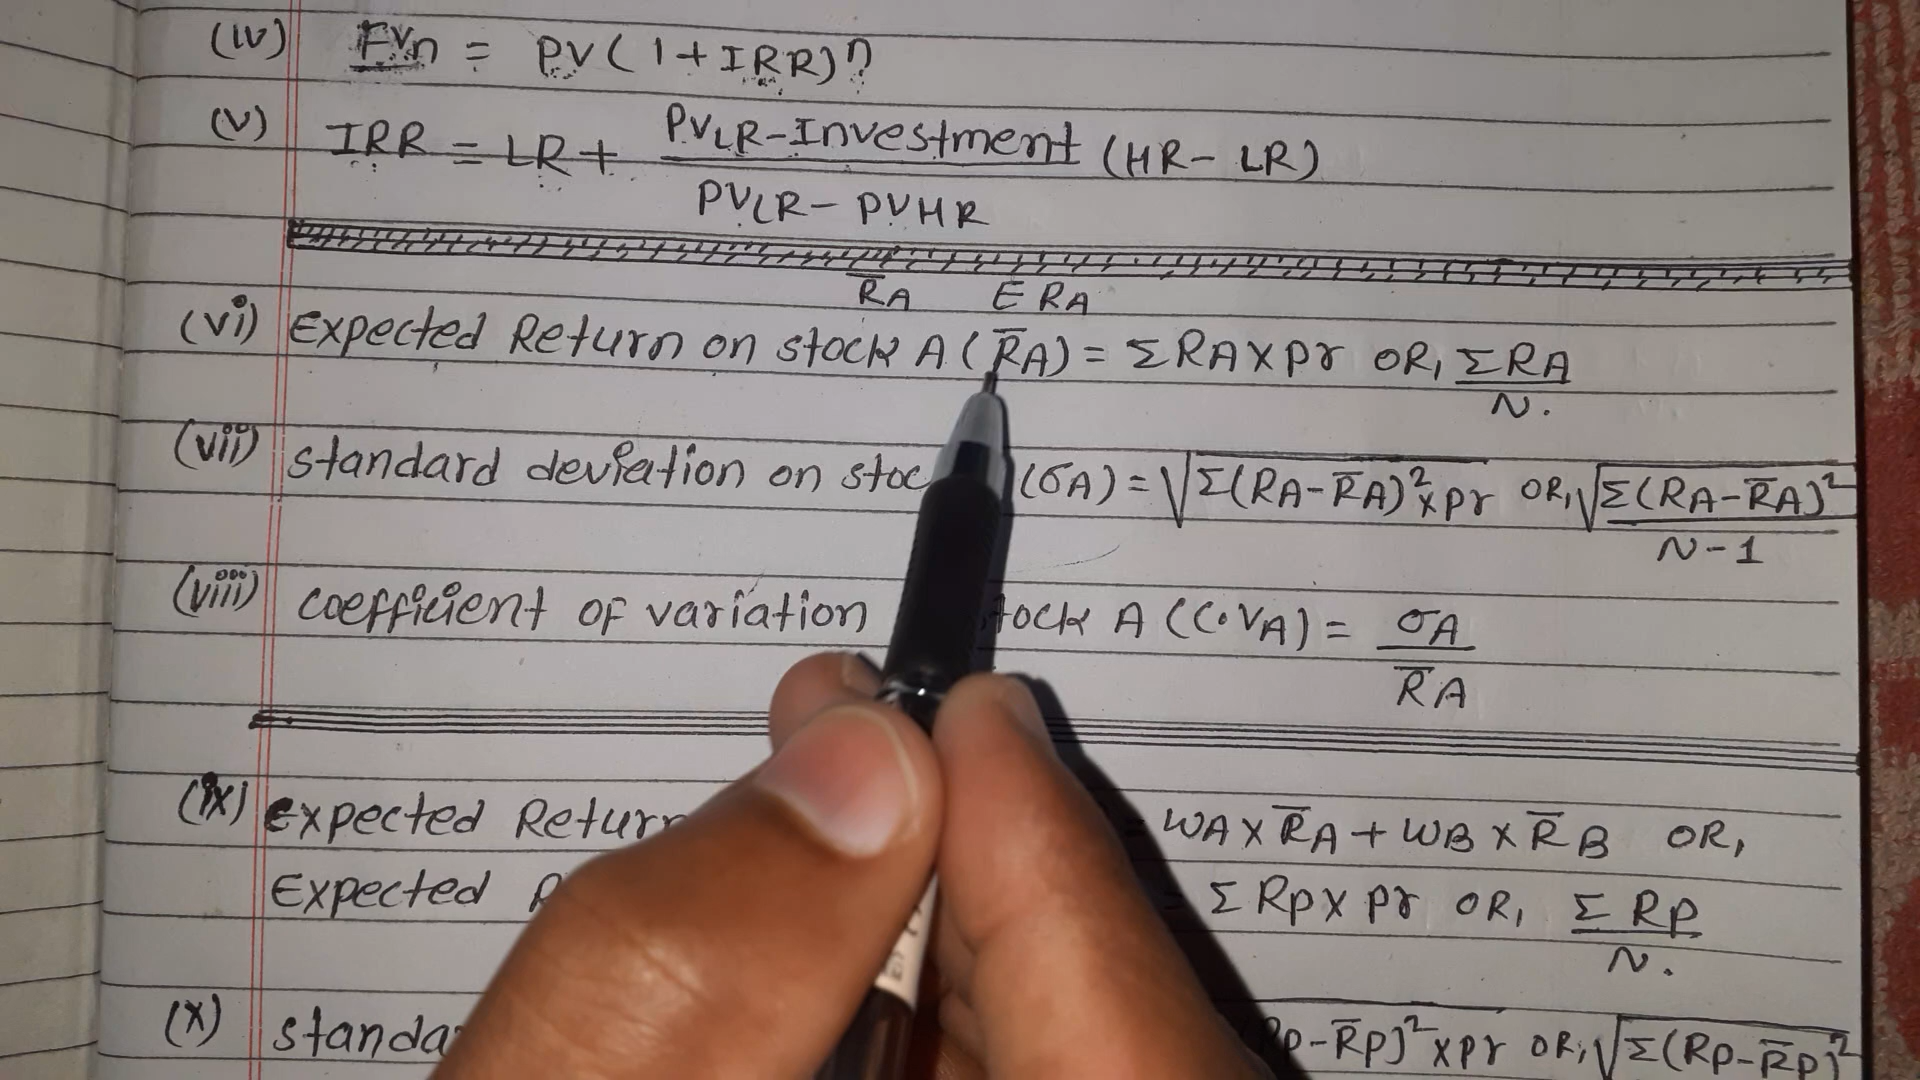 (iv) FVn = PV(1+IRR)n
(v) IRR = LR + PVLR-Investment (HR-LR)
PVLR - PVHR
R̄A E RA
(vi) Expected Return on stock A (R̄A) = ΣRA×Pr OR, ΣRA
N.
(vii) standard deviation on stoc (σA) = √Σ(RA-R̄A)²×Pr OR, √Σ(RA-R̄A)²
N-1
(viii) coefficient of variation tock A (C.VA) = σA
R̄A
(ix) Expected Return = WA×R̄A + WB×R̄B OR,
Expected = ΣRp×Pr OR, ΣRp
N.
(x) standa p-R̄p)²×Pr OR, √Σ(Rp-R̄p)²